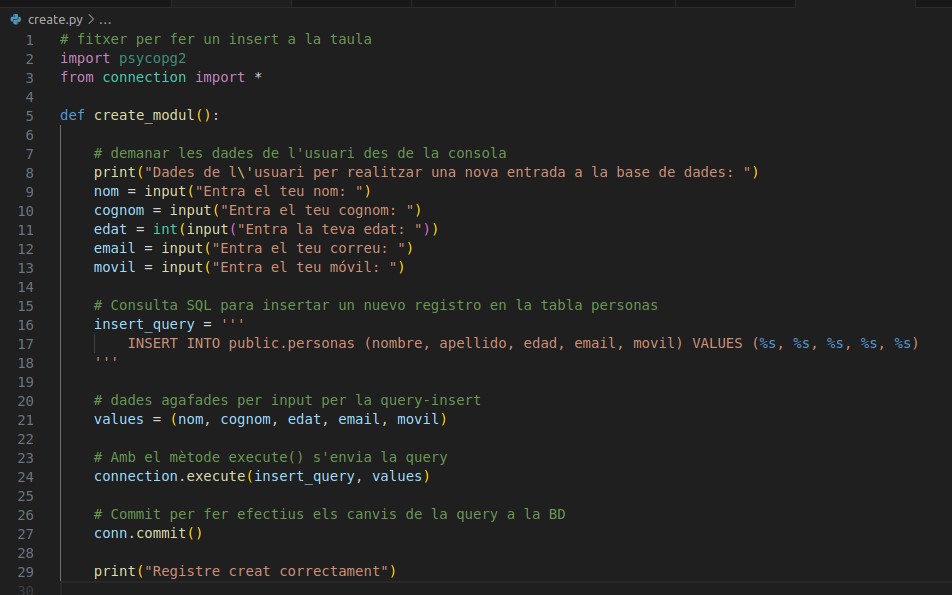 create.py > ...
1 # fitxer per fer un insert a la taula
2 import psycopg2
3 from connection import *
4
5 def create_modul():
6
7     # demanar les dades de l'usuari des de la consola
8     print("Dades de l\'usuari per realitzar una nova entrada a la base de dades: ")
9     nom = input("Entra el teu nom: ")
10     cognom = input("Entra el teu cognom: ")
11     edat = int(input("Entra la teva edat: "))
12     email = input("Entra el teu correu: ")
13     movil = input("Entra el teu móvil: ")
14
15     # Consulta SQL para insertar un nuevo registro en la tabla personas
16     insert_query = '''
17         INSERT INTO public.personas (nombre, apellido, edad, email, movil) VALUES (%s, %s, %s, %s, %s)
18     '''
19
20     # dades agafades per input per la query-insert
21     values = (nom, cognom, edat, email, movil)
22
23     # Amb el mètode execute() s'envia la query
24     connection.execute(insert_query, values)
25
26     # Commit per fer efectius els canvis de la query a la BD
27     conn.commit()
28
29     print("Registre creat correctament")
30